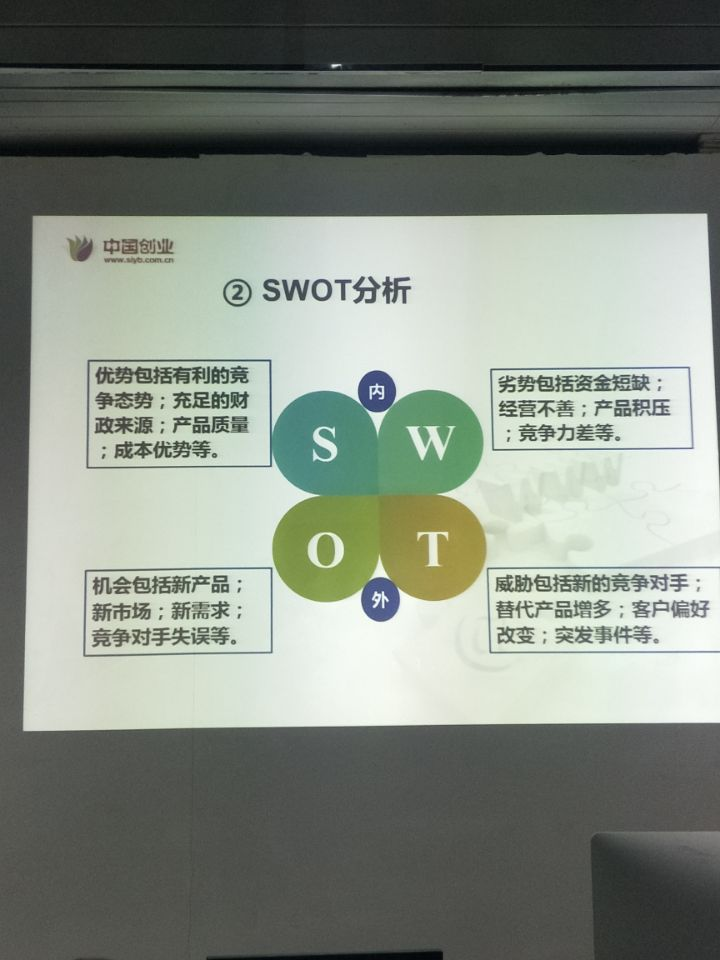 中国创业
www.siyb.com.cn
② SWOT分析
优势包括有利的竞
争态势；充足的财
政来源；产品质量
；成本优势等。
内
劣势包括资金短缺；
经营不善；产品积压
；竞争力差等。
S W
O T
机会包括新产品；
新市场；新需求；
竞争对手失误等。
外
威胁包括新的竞争对手；
替代产品增多；客户偏好
改变；突发事件等。